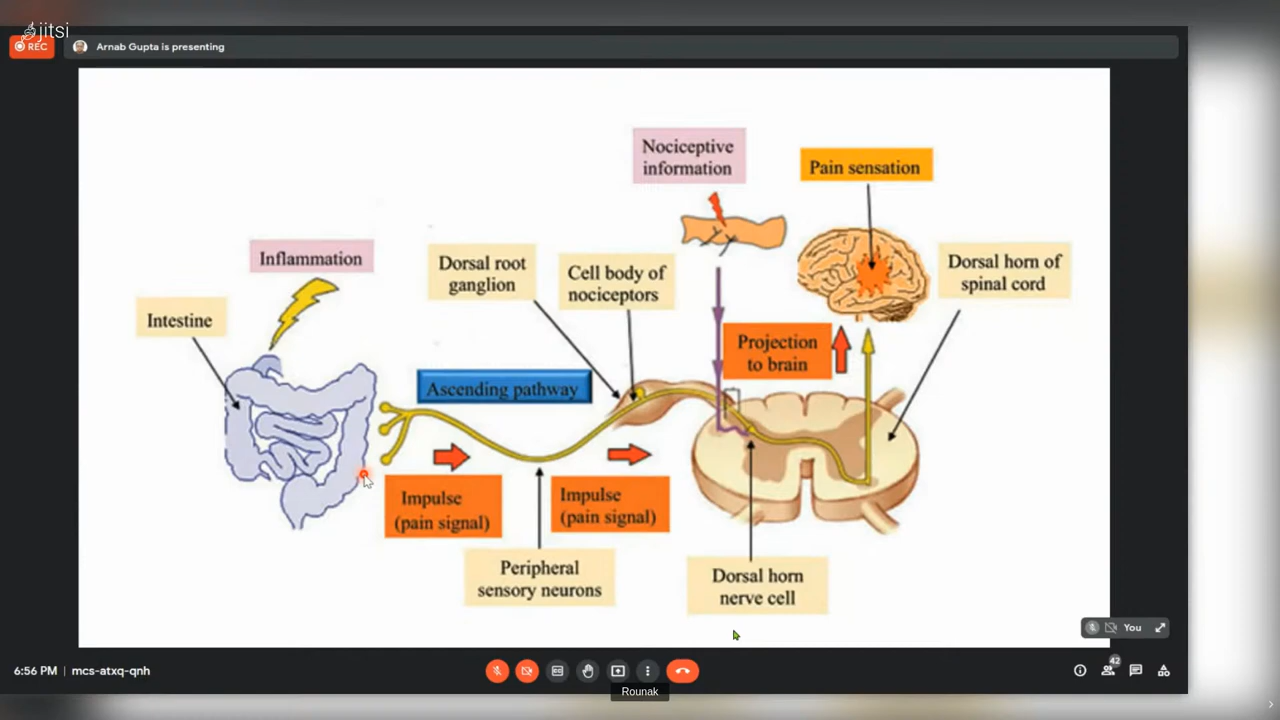 jitsi
REC
Arnab Gupta is presenting
Nociceptive
information
Pain sensation
Inflammation
Dorsal root
ganglion
Cell body of
nociceptors
Dorsal horn of
spinal cord
Intestine
Projection
to brain
Ascending pathway
Impulse
(pain signal)
Impulse
(pain signal)
Peripheral
sensory neurons
Dorsal horn
nerve cell
You
6:56 PM | mcs-atxq-qnh
42
Rounak